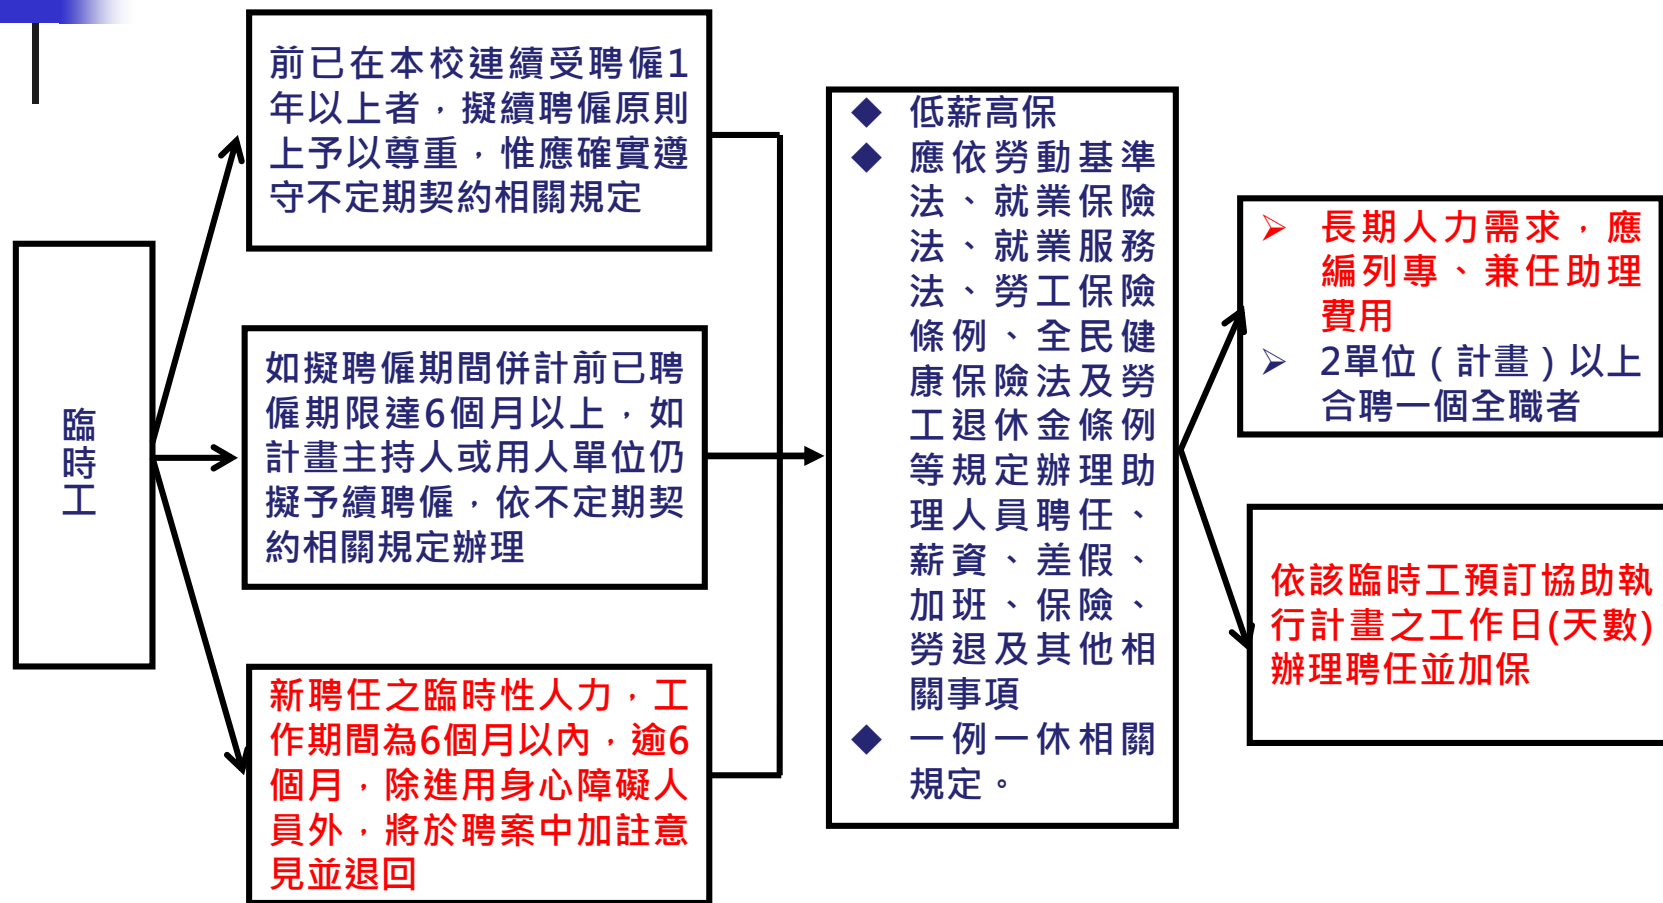 臨時工
前已在本校連續受聘僱1
年以上者，擬續聘僱原則
上予以尊重，惟應確實遵
守不定期契約相關規定
如擬聘僱期間併計前已聘
僱期限達6個月以上，如
計畫主持人或用人單位仍
擬予續聘僱，依不定期契
約相關規定辦理
新聘任之臨時性人力，工
作期間為6個月以內，逾6
個月，除進用身心障礙人
員外，將於聘案中加註意
見並退回
◆ 低薪高保
◆ 應依勞動基準
法、就業保險
法、就業服務
法、勞工保險
條例、全民健
康保險法及勞
工退休金條例
等規定辦理助
理人員聘任、
薪資、差假、
加班、保險、
勞退及其他相
關事項
◆ 一例一休相關
規定。
➢ 長期人力需求，應
編列專、兼任助理
費用
➢ 2單位（計畫）以上
合聘一個全職者
依該臨時工預訂協助執
行計畫之工作日(天數)
辦理聘任並加保